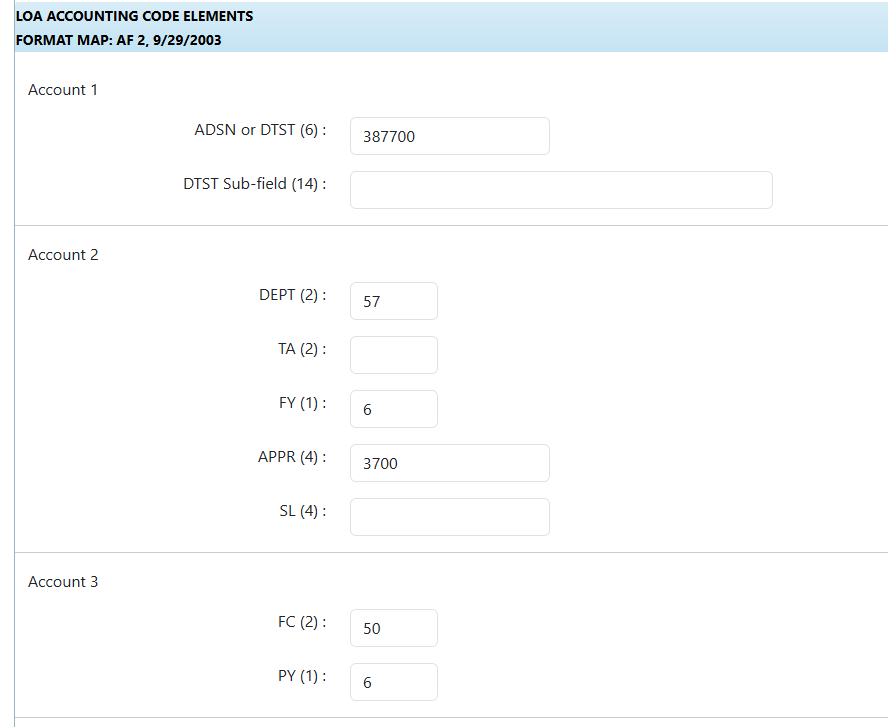 LOA ACCOUNTING CODE ELEMENTS
FORMAT MAP: AF 2, 9/29/2003
Account 1
ADSN or DTST (6) : 387700
DTST Sub-field (14) :
Account 2
DEPT (2) : 57
TA (2) :
FY (1) : 6
APPR (4) : 3700
SL (4) :
Account 3
FC (2) : 50
PY (1) : 6